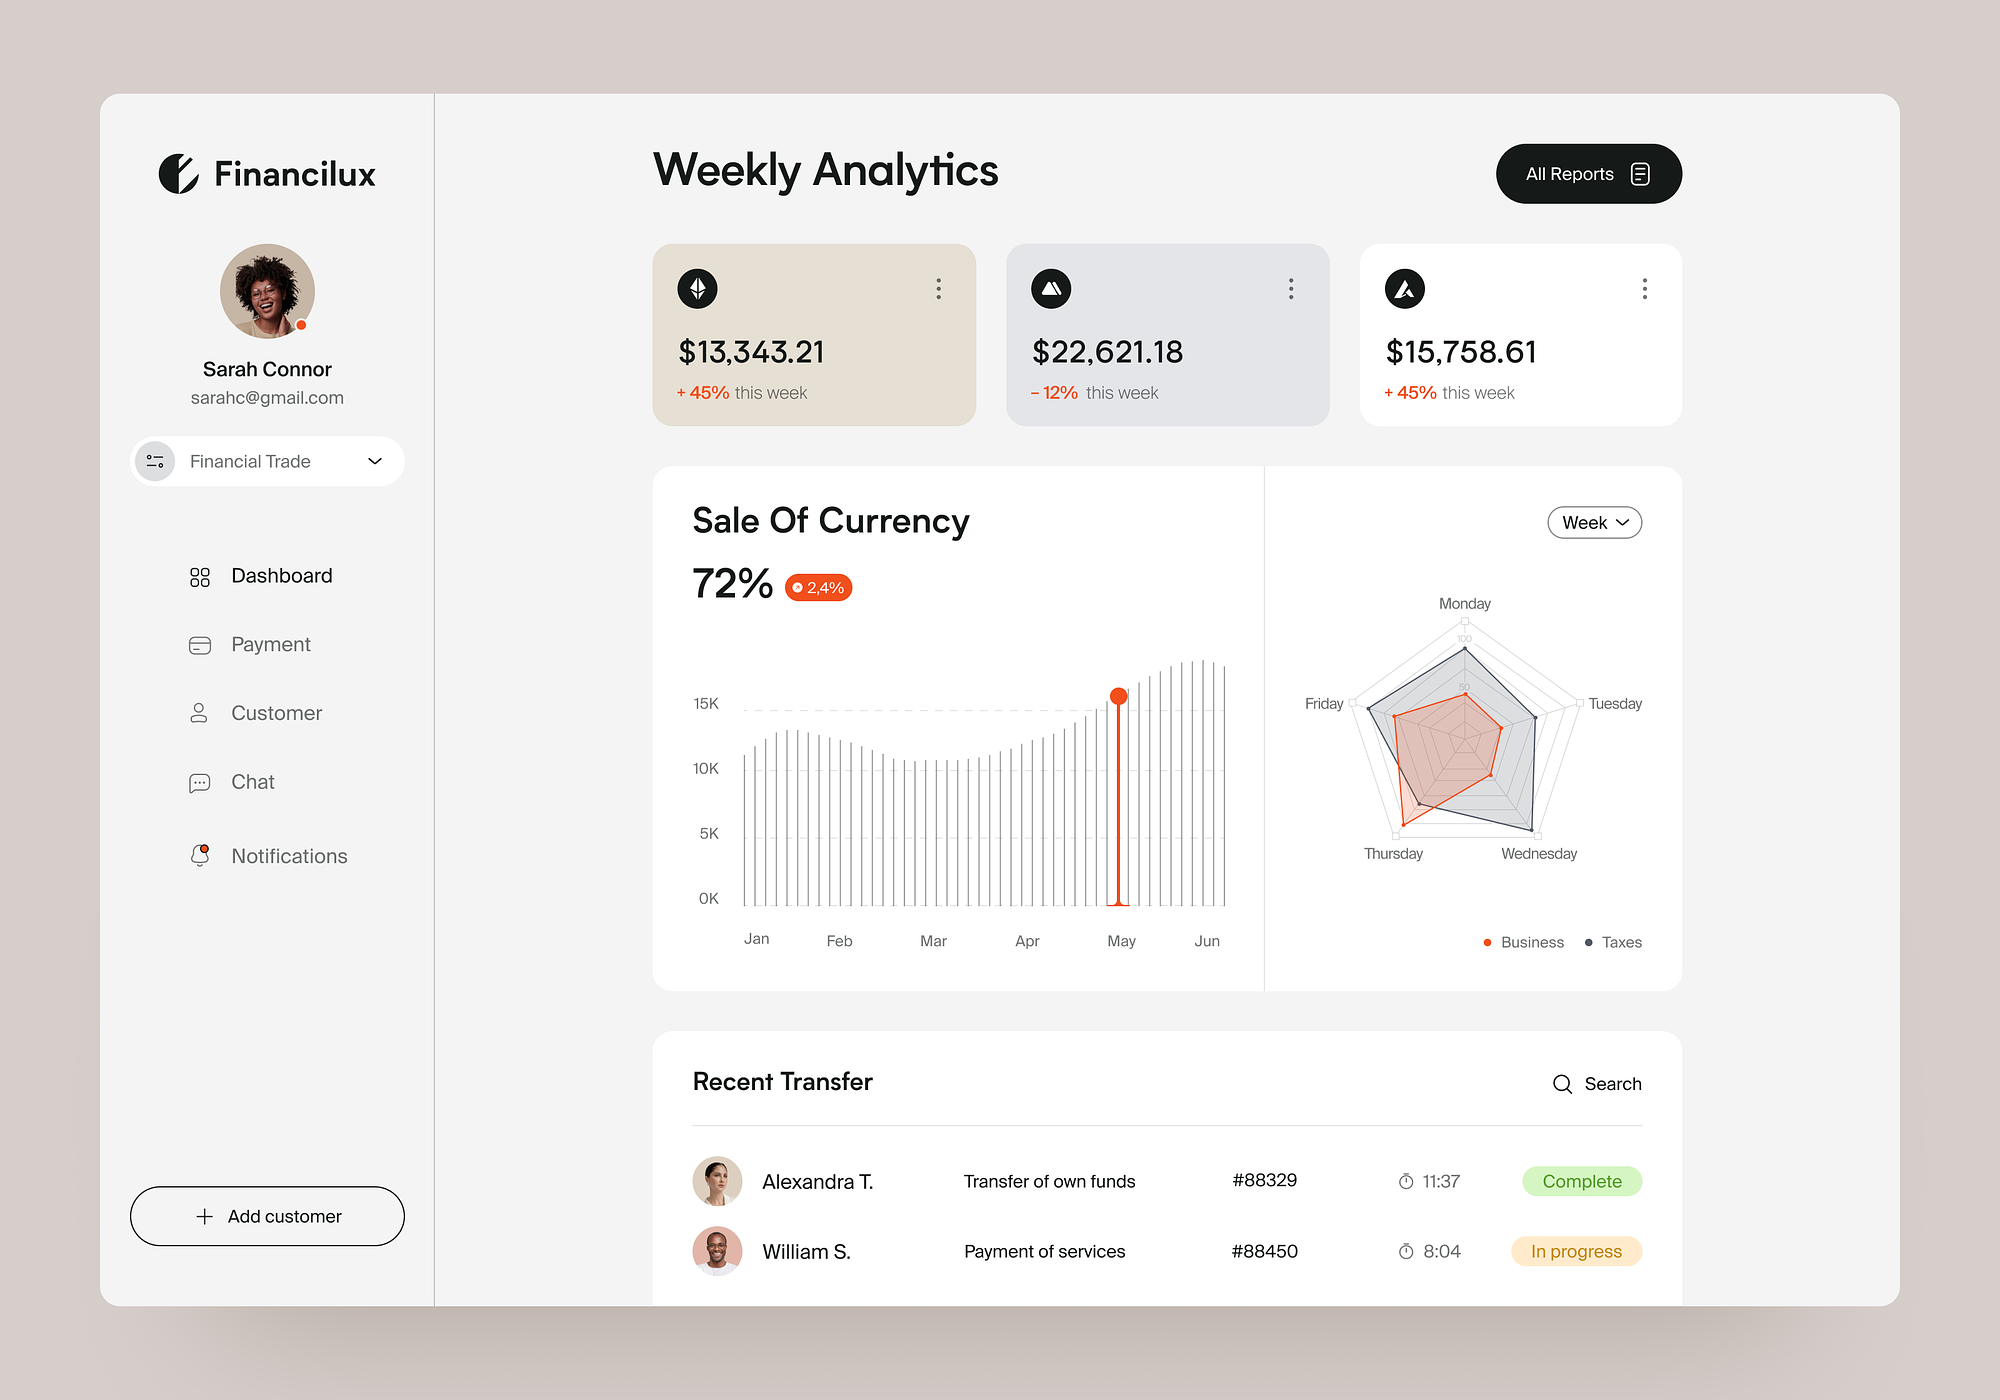 Financilux
Sarah Connor
sarahc@gmail.com
Financial Trade
Dashboard
Payment
Customer
Chat
Notifications
Add customer
Weekly Analytics
All Reports
$13,343.21
+ 45% this week
$22,621.18
– 12% this week
$15,758.61
+ 45% this week
Sale Of Currency
72% 2,4%
15K
10K
5K
0K
Jan Feb Mar Apr May Jun
Week
Monday
100
50
Friday Tuesday
Thursday Wednesday
Business Taxes
Recent Transfer
Search
Alexandra T. Transfer of own funds #88329 11:37 Complete
William S. Payment of services #88450 8:04 In progress